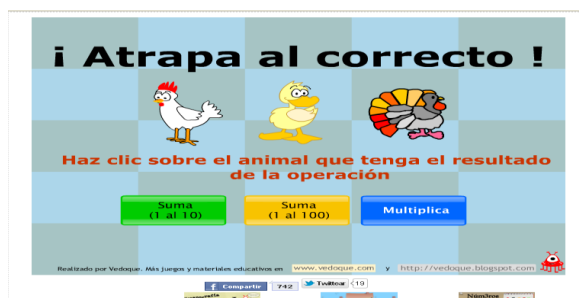 ¡ Atrapa al correcto !
Haz clic sobre el animal que tenga el resultado
de la operación
Suma
(1 al 10)
Suma
(1 al 100)
Multiplica
Realizado por Vedoque. Más juegos y materiales educativos en www.vedoque.com y http://vedoque.blogspot.com
Compartir 742 Twittear 19